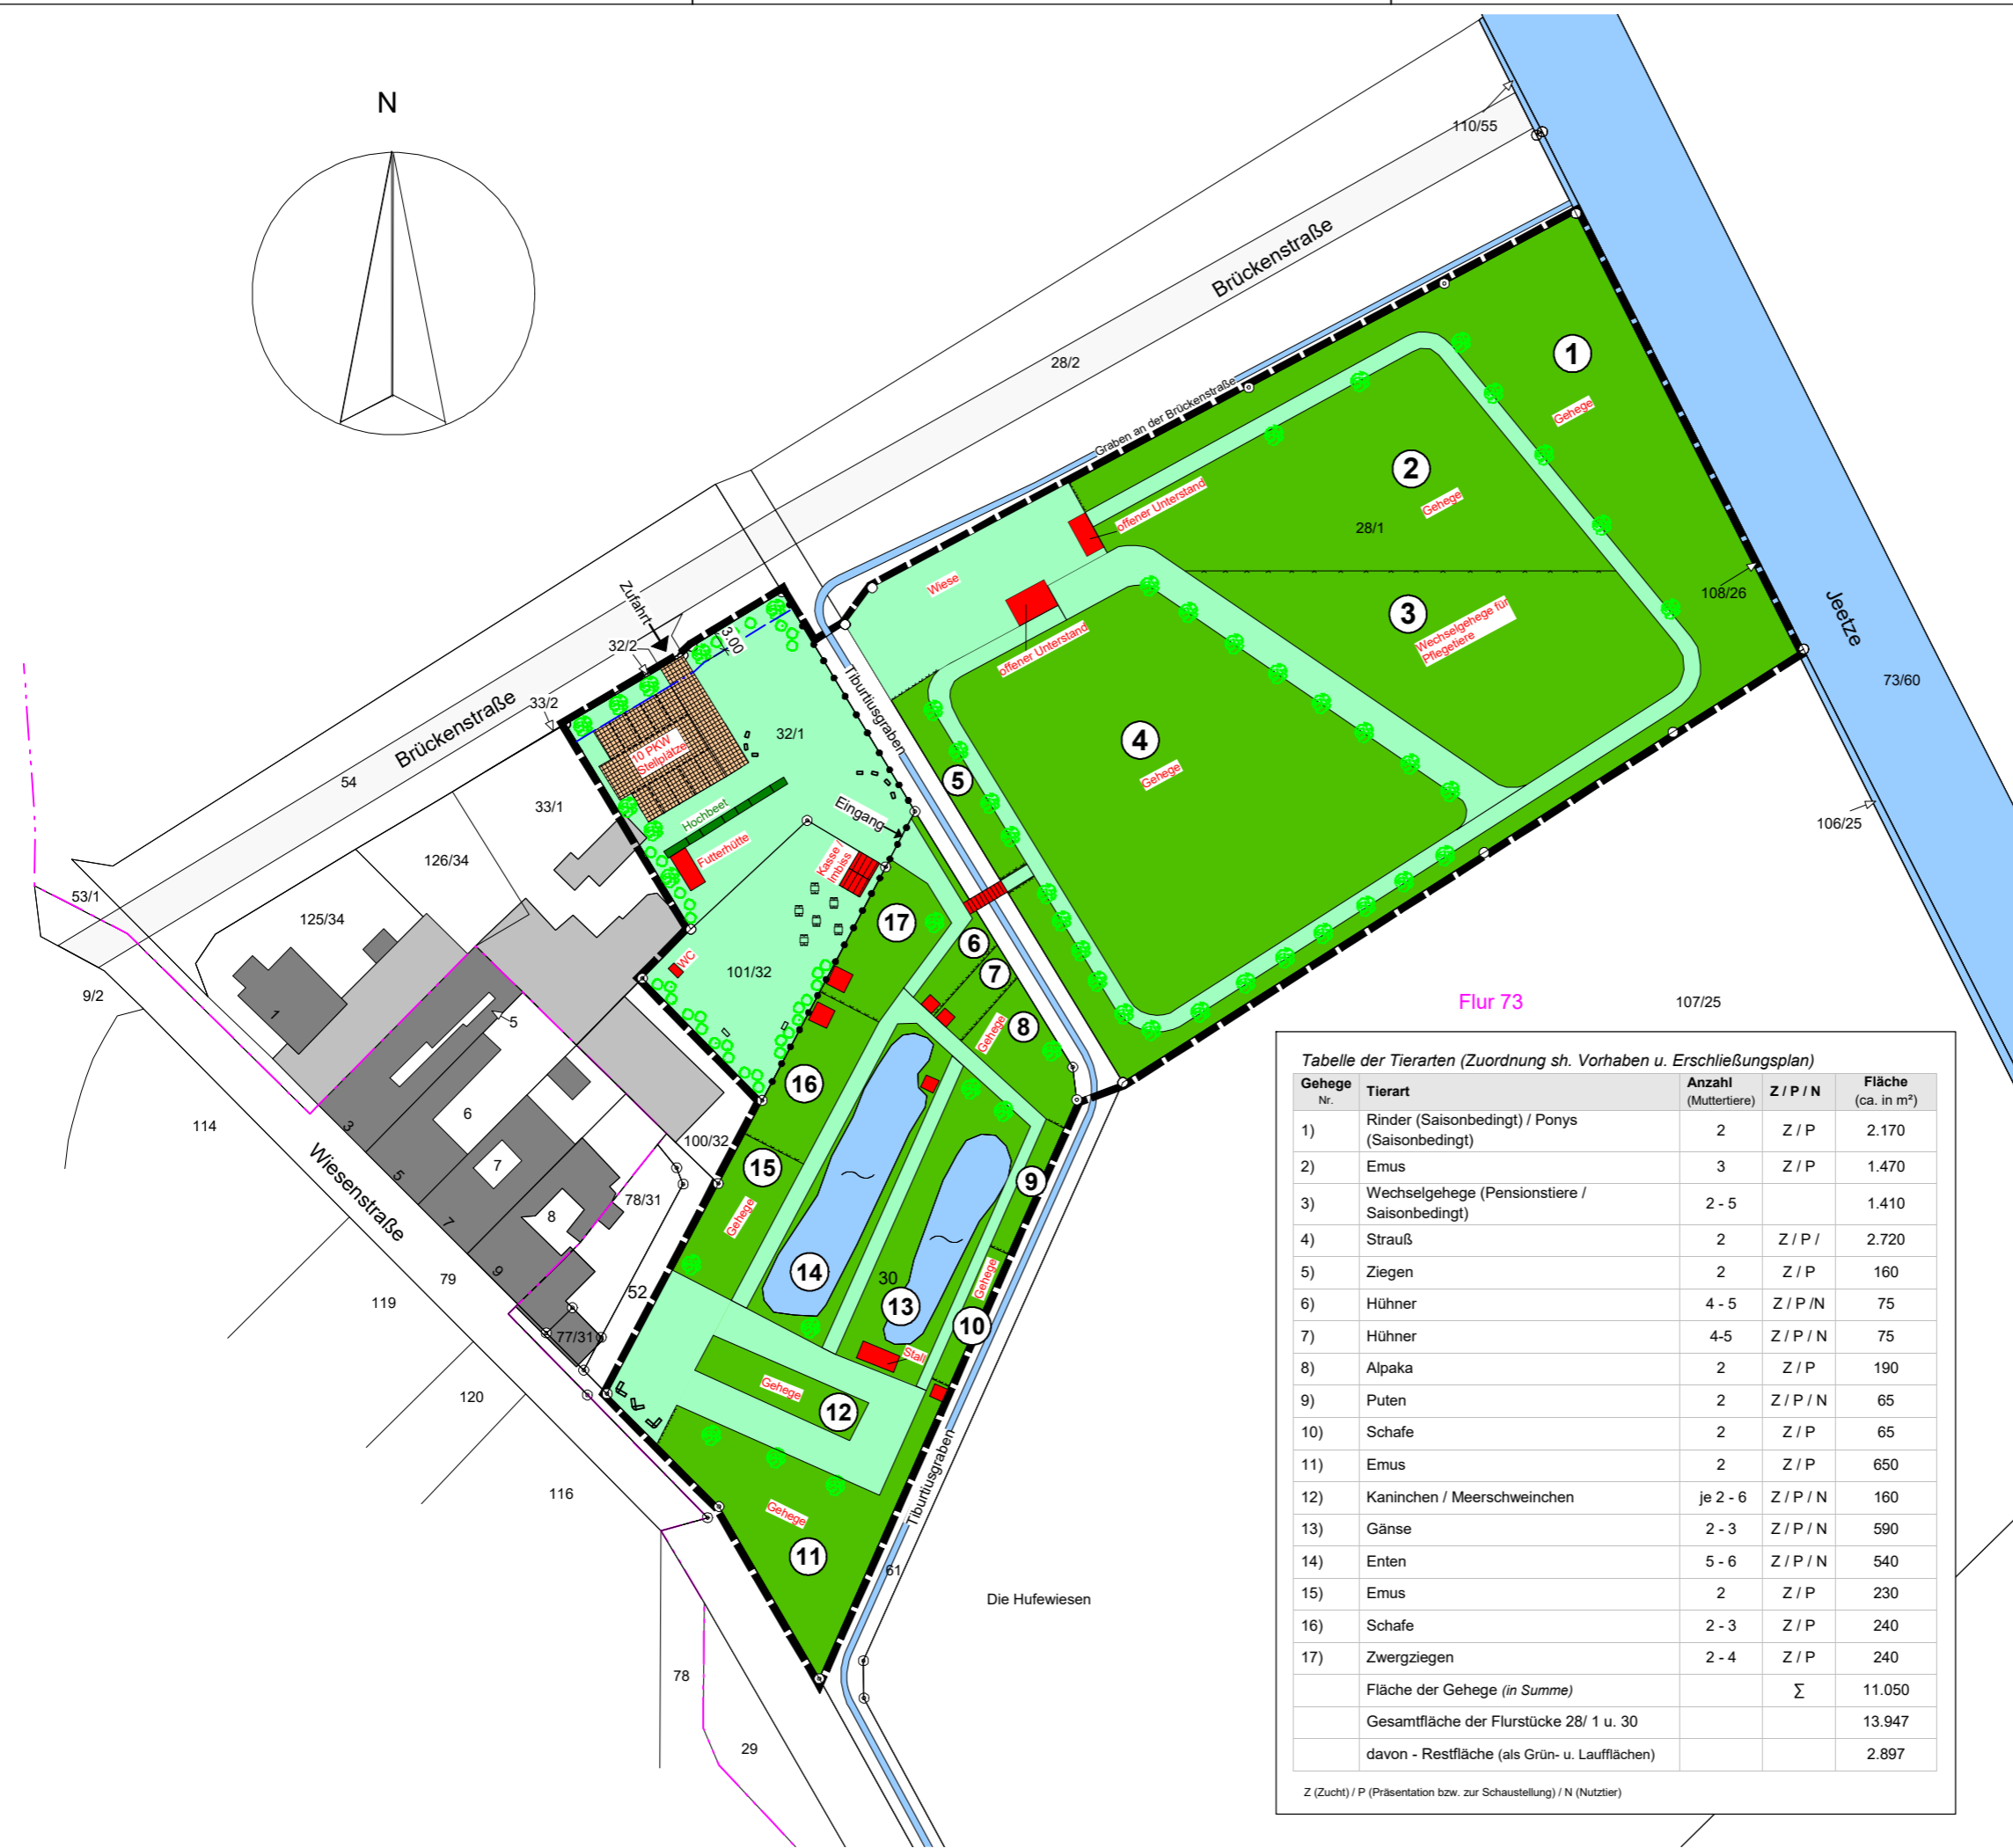 N
110/55
Brückenstraße
28/2
1
Gehege
Graben an der Brückenstraße
2
Gehege
offener Unterstand
28/1
Wiese
Zufahrt
3.00
32/2
3
Wechselgehege für
Pflegetiere
108/26
Jeetze
offener Unterstand
33/2
Brückenstraße
Tiburtiusgraben
73/60
32/1
10 PKW
Stellplätze
4
Gehege
5
54
33/1
Hochbeet
Eingang
106/25
Futterhütte
Kasse /
Imbiss
126/34
53/1
125/34
17
6
WC
101/32
7
9/2
Flur 73
107/25
1
5
8
Gehege
16
114
6
3
100/32
15
7
5
Wiesenstraße
78/31
9
8
Gehege
7
14
30
Gehege
9
79
52
13
119
10
77/31
Stall
Gehege
12
120
Tiburtiusgraben
116
Gehege
11
61
Die Hufewiesen
78
29
Tabelle der Tierarten (Zuordnung sh. Vorhaben u. Erschließungsplan)
Gehege Nr. Tierart Anzahl (Muttertiere) Z / P / N Fläche (ca. in m²)
1) Rinder (Saisonbedingt) / Ponys (Saisonbedingt) 2 Z / P 2.170
2) Emus 3 Z / P 1.470
3) Wechselgehege (Pensionstiere / Saisonbedingt) 2 - 5 1.410
4) Strauß 2 Z / P / 2.720
5) Ziegen 2 Z / P 160
6) Hühner 4 - 5 Z / P /N 75
7) Hühner 4-5 Z / P / N 75
8) Alpaka 2 Z / P 190
9) Puten 2 Z / P / N 65
10) Schafe 2 Z / P 65
11) Emus 2 Z / P 650
12) Kaninchen / Meerschweinchen je 2 - 6 Z / P / N 160
13) Gänse 2 - 3 Z / P / N 590
14) Enten 5 - 6 Z / P / N 540
15) Emus 2 Z / P 230
16) Schafe 2 - 3 Z / P 240
17) Zwergziegen 2 - 4 Z / P 240
Fläche der Gehege (in Summe) Σ 11.050
Gesamtfläche der Flurstücke 28/ 1 u. 30 13.947
davon - Restfläche (als Grün- u. Laufflächen) 2.897
Z (Zucht) / P (Präsentation bzw. zur Schaustellung) / N (Nutztier)